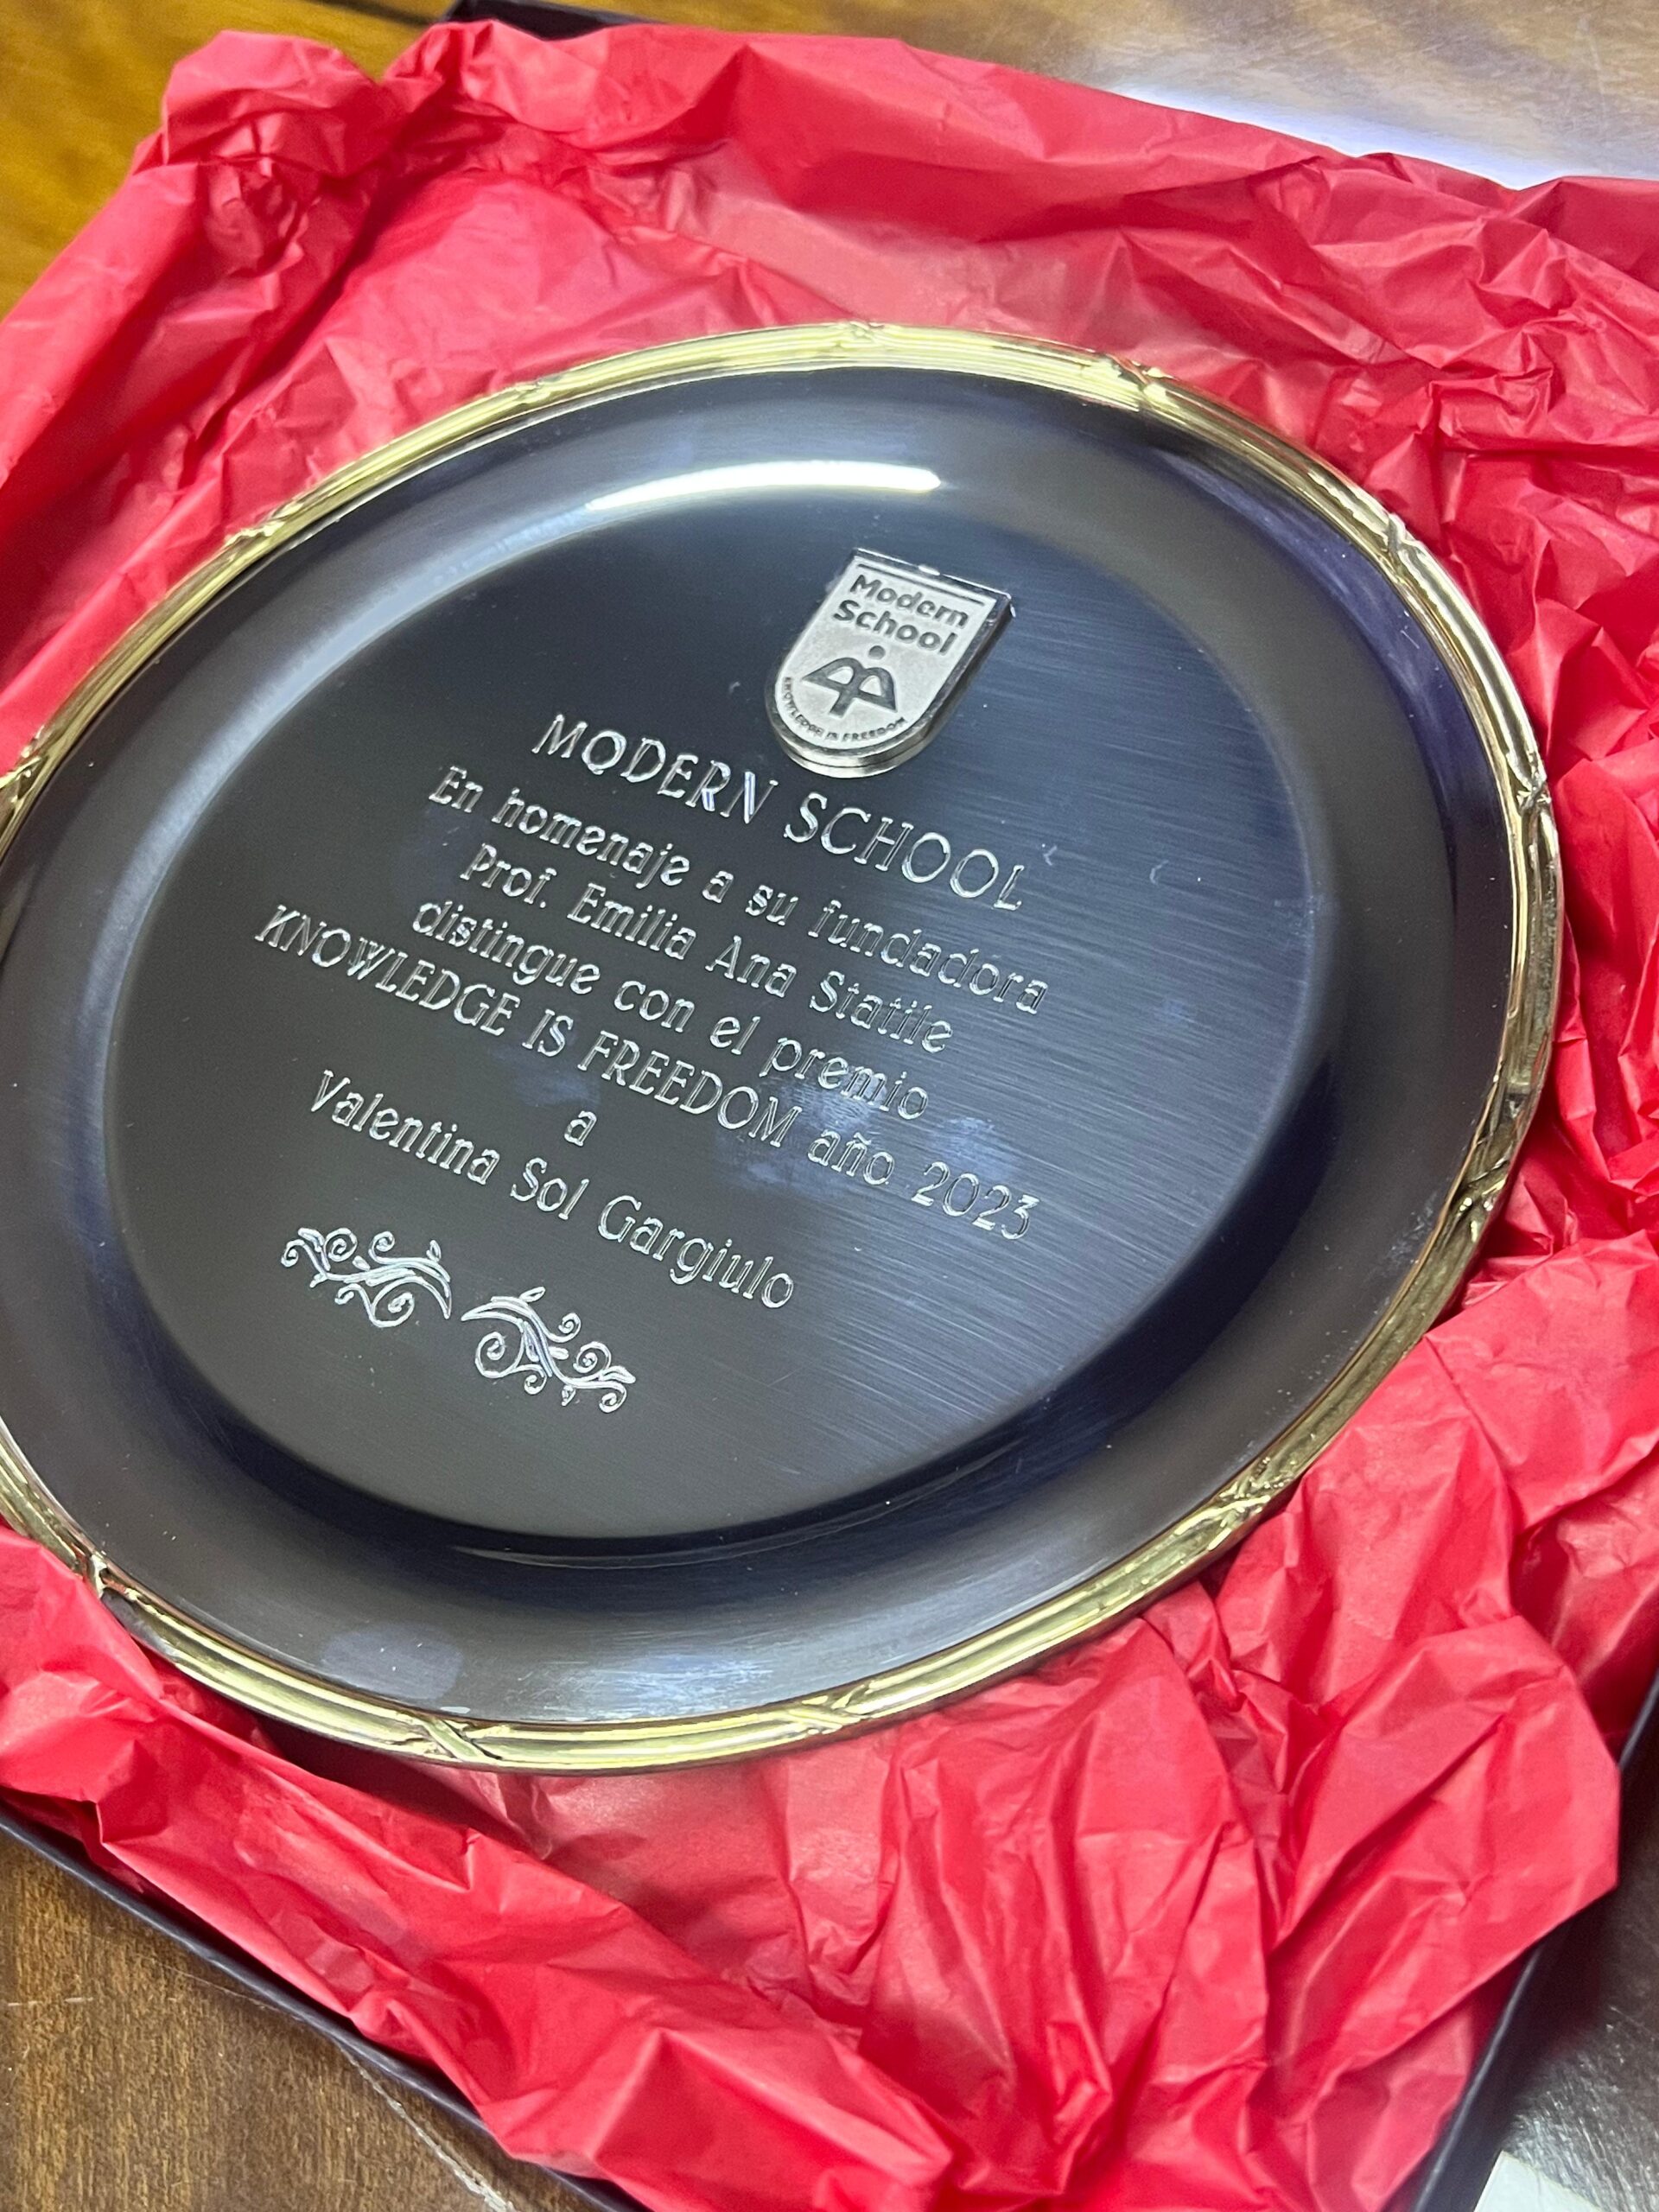 Modern
School
KNOWLEDGE IS FREEDOM
MODERN SCHOOL
En homenaje a su fundadora
Prof. Emilia Ana Statile
distingue con el premio
KNOWLEDGE IS FREEDOM año 2023
a
Valentina Sol Gargiulo